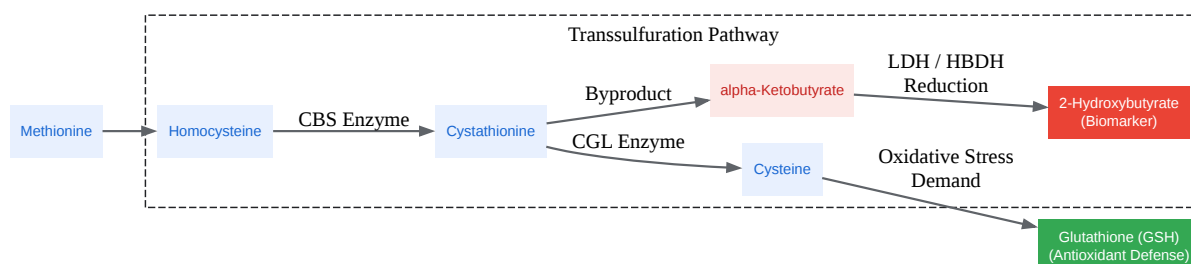 Transsulfuration Pathway
Methionine
Homocysteine
CBS Enzyme
Cystathionine
Byproduct
alpha-Ketobutyrate
LDH / HBDH
Reduction
2-Hydroxybutyrate
(Biomarker)
CGL Enzyme
Cysteine
Oxidative Stress
Demand
Glutathione (GSH)
(Antioxidant Defense)